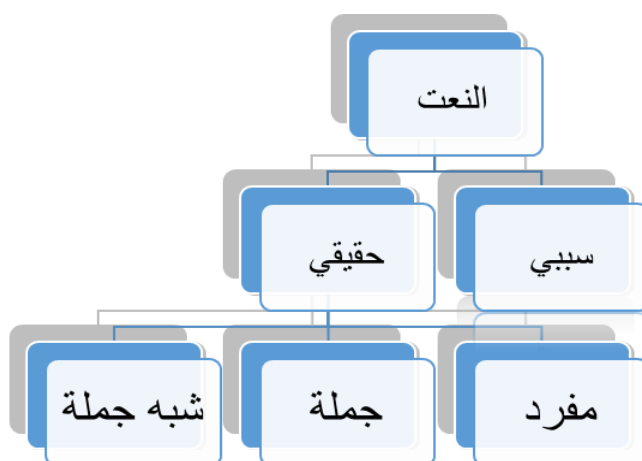 النعت
سببي
حقيقي
مفرد
جملة
شبه جملة